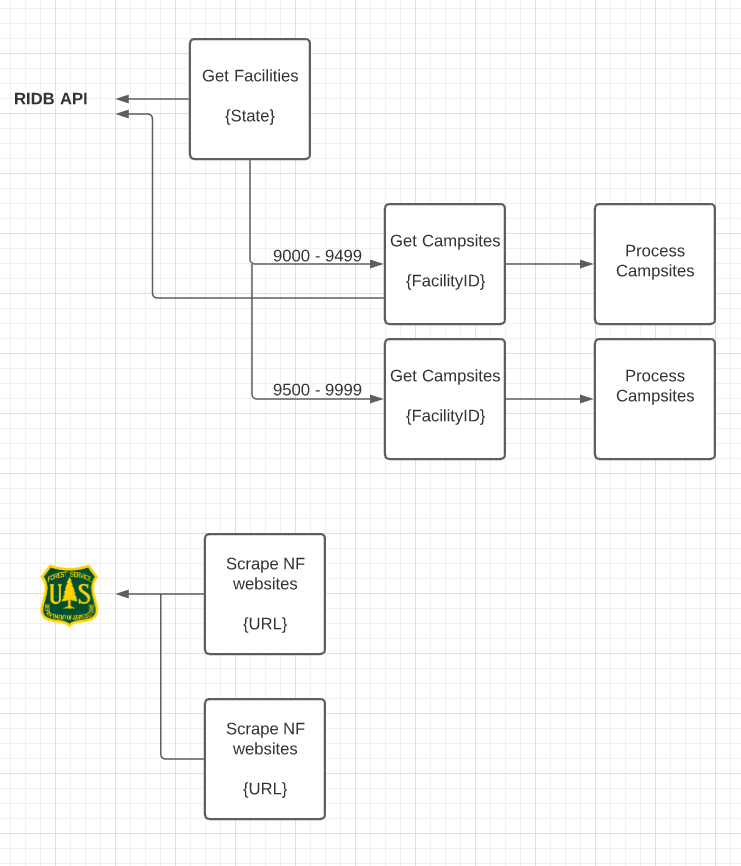 Get Facilities
{State}
RIDB API
9000 - 9499
Get Campsites
{FacilityID}
Process
Campsites
9500 - 9999
Get Campsites
{FacilityID}
Process
Campsites
FOREST SERVICE
U S
DEPARTMENT OF AGRICULTURE
Scrape NF
websites
{URL}
Scrape NF
websites
{URL}